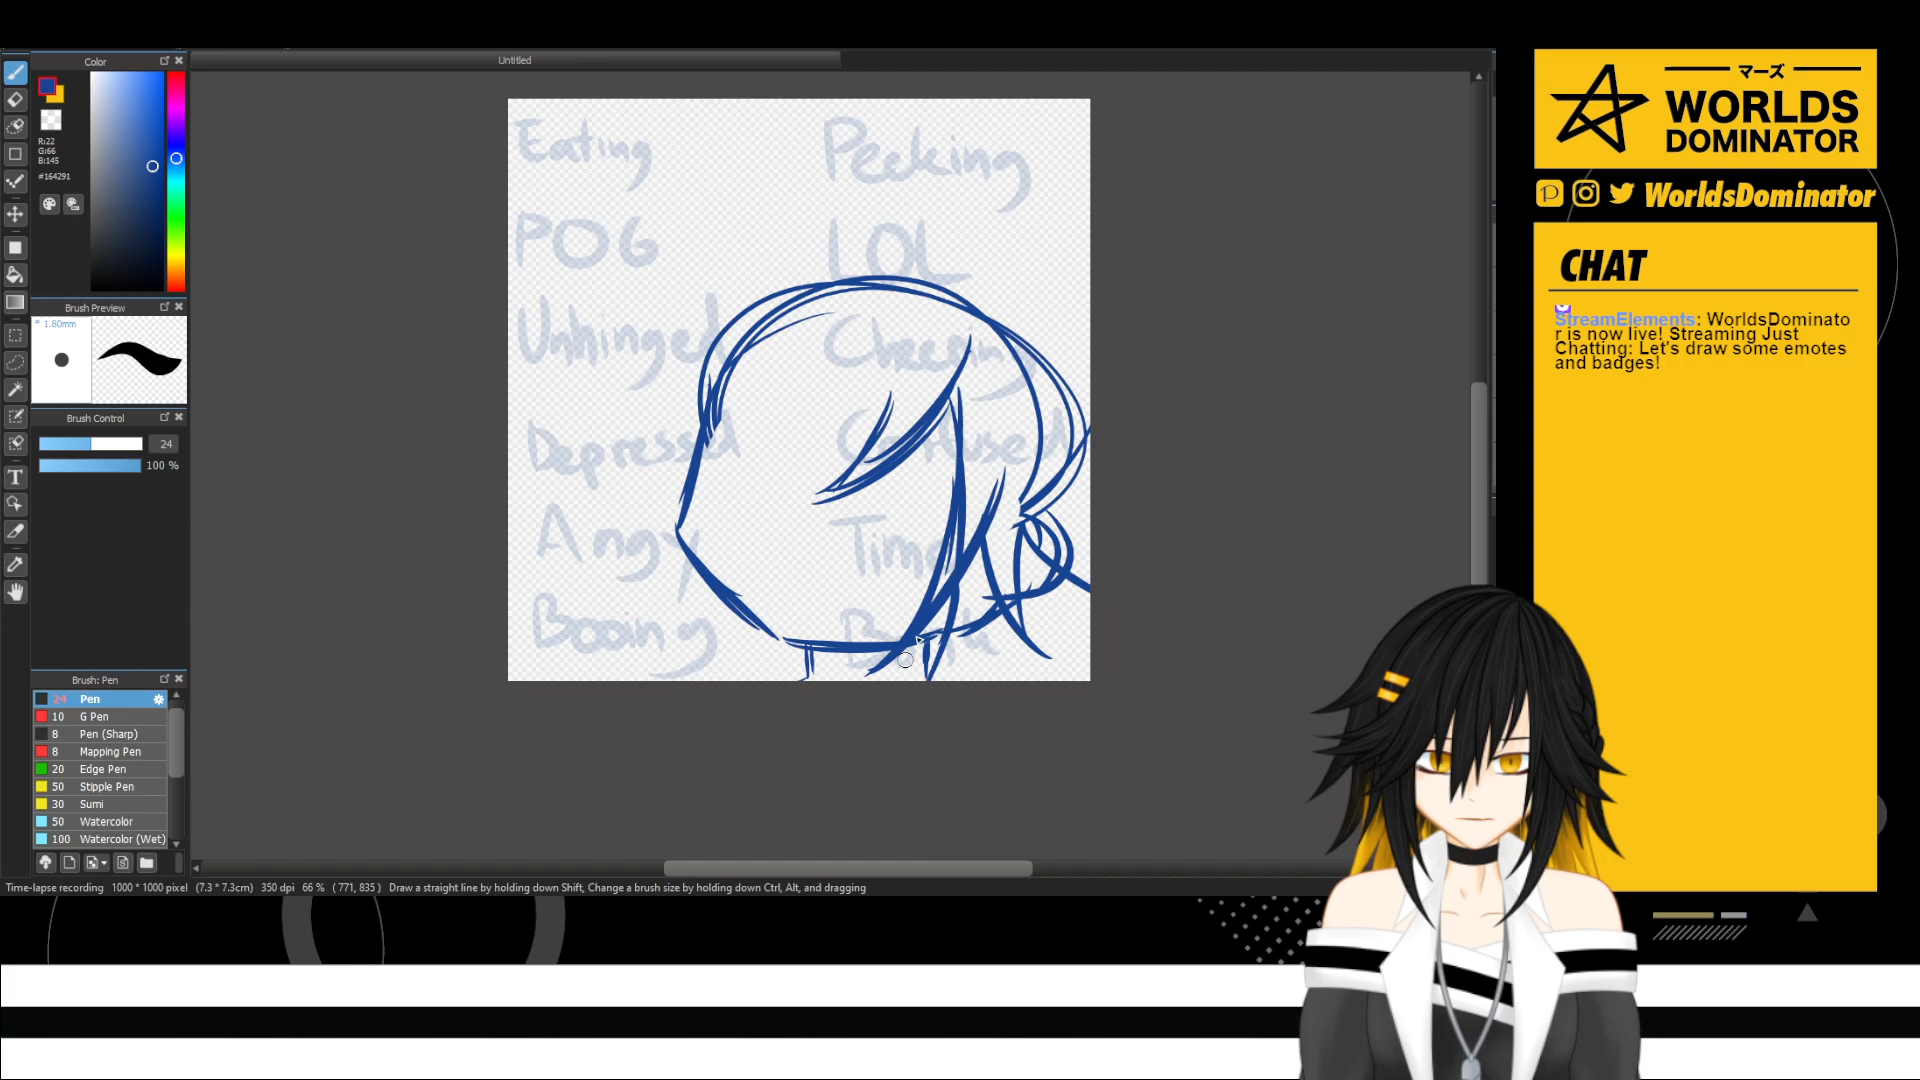 Color
Untitled
R:22
G:66
B:145
#164291
Brush Preview
* 1.80mm
Brush Control
24
100 %
Brush: Pen
24 Pen
10 G Pen
8 Pen (Sharp)
8 Mapping Pen
20 Edge Pen
50 Stipple Pen
30 Sumi
50 Watercolor
100 Watercolor (Wet)
T
Time-lapse recording 1000 * 1000 pixel (7.3 * 7.3cm) 350 dpi 66 % ( 771, 835 ) Draw a straight line by holding down Shift, Change a brush size by holding down Ctrl, Alt, and dragging
Eating
POG
Unhinged
Depressed
Angy
Booing
Peeking
LOL
Confused
マーズ
WORLDS
DOMINATOR
WorldsDominator
CHAT
StreamElements: WorldsDominato
r is now live! Streaming Just
Chatting: Let's draw some emotes
and badges!